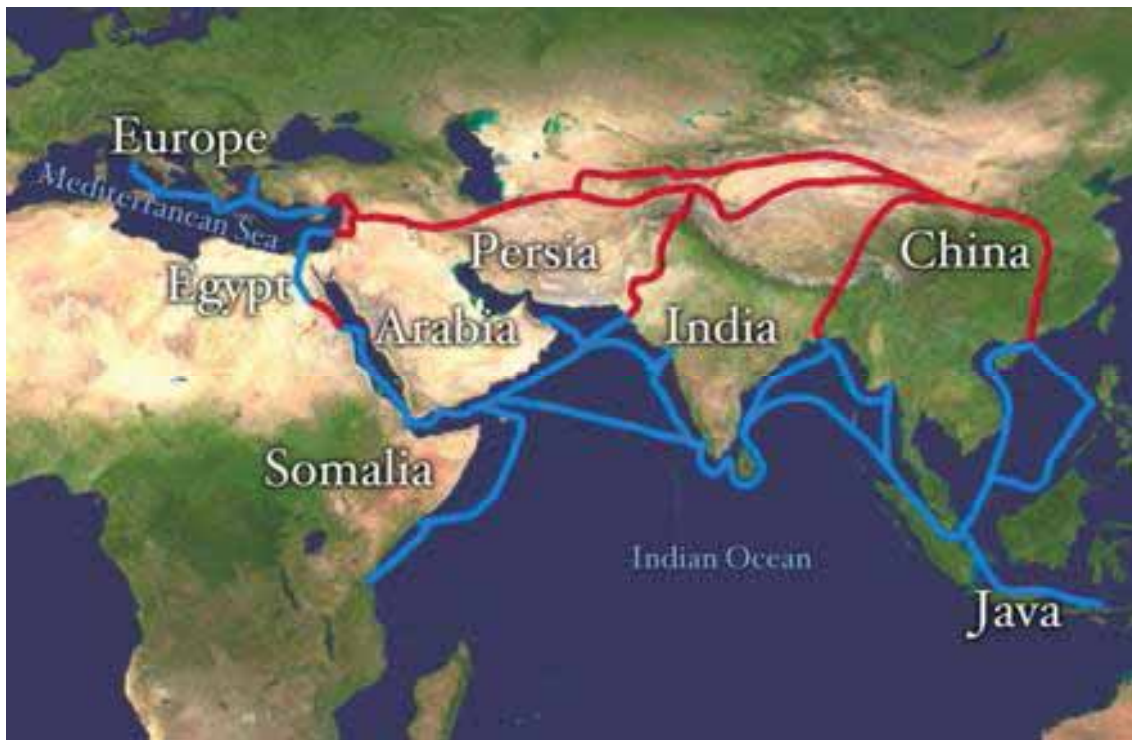 Europe
Mediterranean Sea
Egypt
Persia
Arabia
India
China
Somalia
Indian Ocean
Java